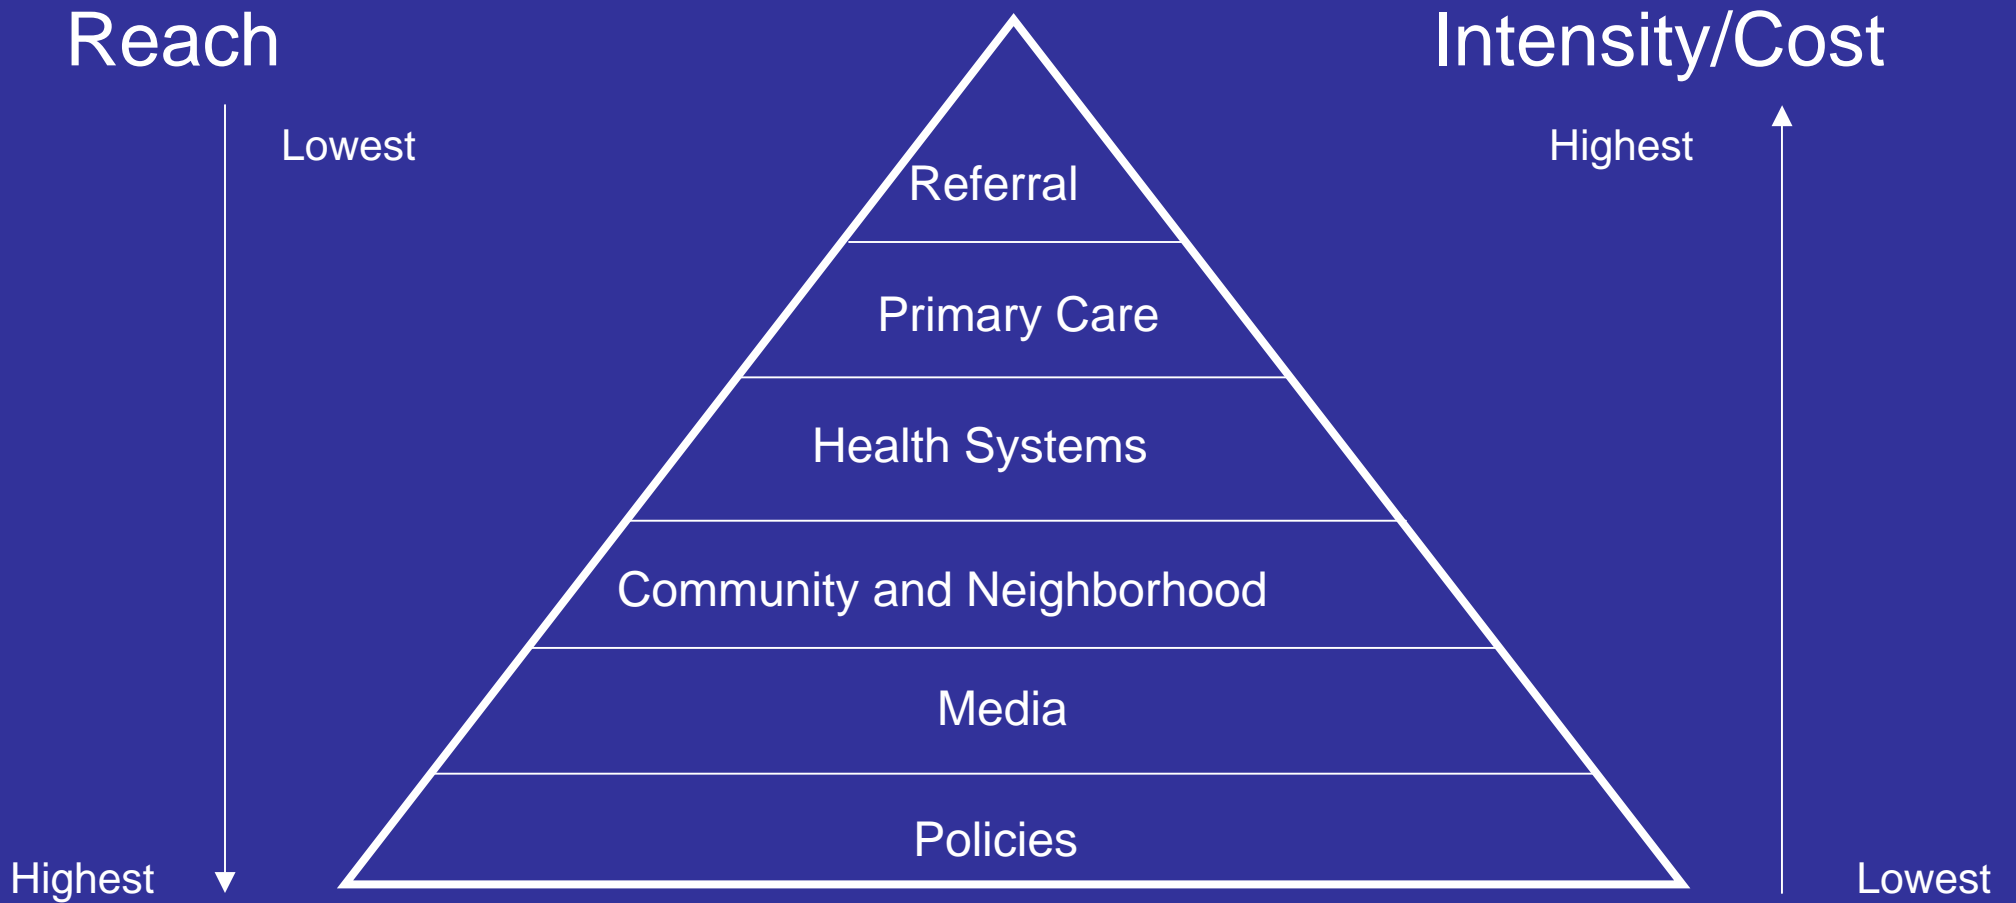 Reach
Intensity/Cost
Lowest
Highest
Referral
Primary Care
Health Systems
Community and Neighborhood
Media
Policies
Highest
Lowest